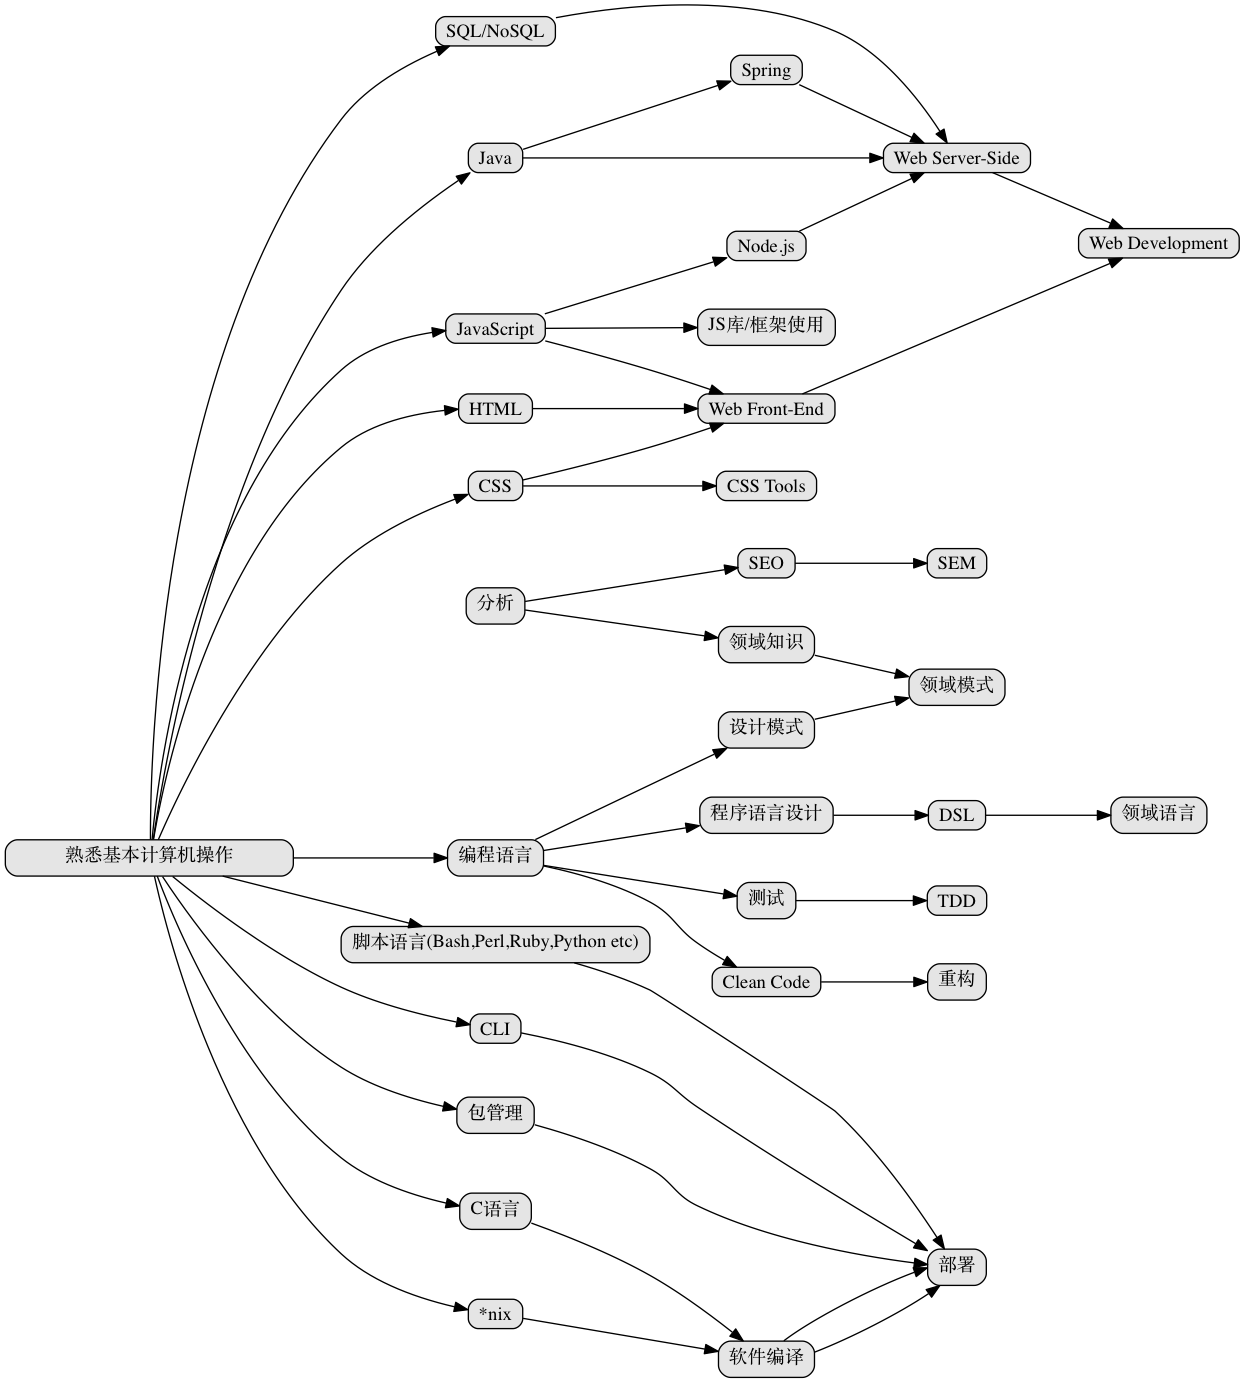 SQL/NoSQL
Spring
Java
Web Server-Side
Node.js
Web Development
JavaScript
JS库/框架使用
HTML
Web Front-End
CSS
CSS Tools
SEO
SEM
分析
领域知识
领域模式
设计模式
程序语言设计
DSL
领域语言
熟悉基本计算机操作
编程语言
测试
TDD
脚本语言(Bash,Perl,Ruby,Python etc)
Clean Code
重构
CLI
包管理
C语言
部署
*nix
软件编译